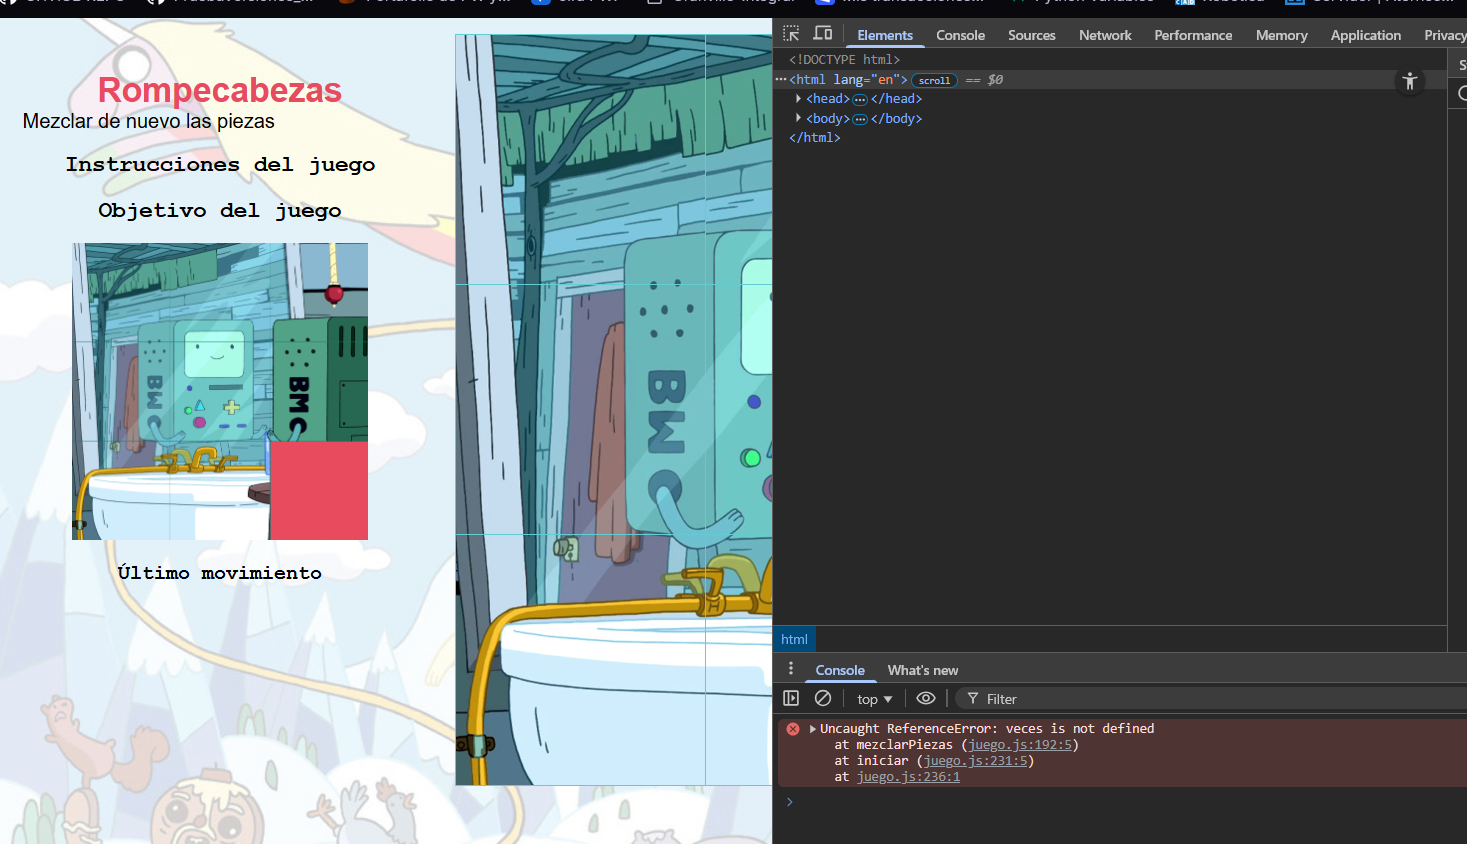 Rompecabezas
Mezclar de nuevo las piezas
Instrucciones del juego
Objetivo del juego
BMO
BMO
Último movimiento
BMO
Elements
Console
Sources
Network
Performance
Memory
Application
Privacy
<!DOCTYPE html>
<html lang="en"> scroll == $0
<head> </head>
<body> </body>
</html>
html
Console
What's new
top
Filter
Uncaught ReferenceError: veces is not defined
at mezclarPiezas (juego.js:192:5)
at iniciar (juego.js:231:5)
at juego.js:236:1